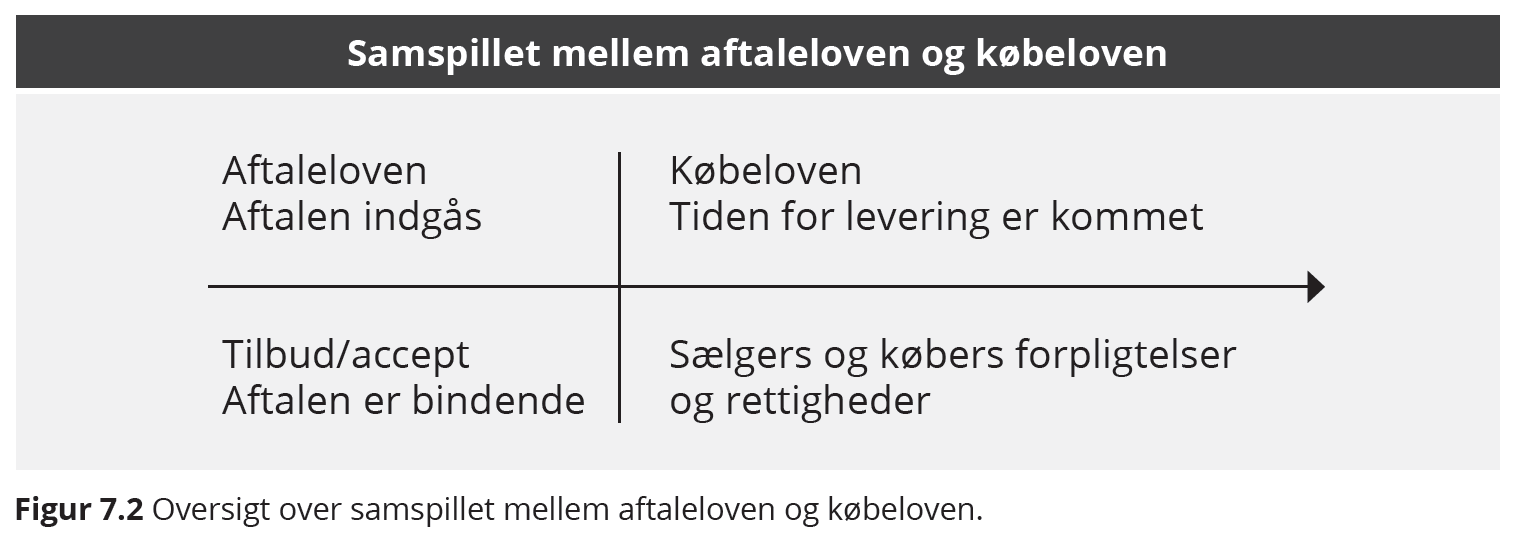 Samspillet mellem aftaleloven og købeloven
Aftaleloven
Aftalen indgås
Købeloven
Tiden for levering er kommet
Tilbud/accept
Aftalen er bindende
Sælgers og købers forpligtelser
og rettigheder
Figur 7.2 Oversigt over samspillet mellem aftaleloven og købeloven.